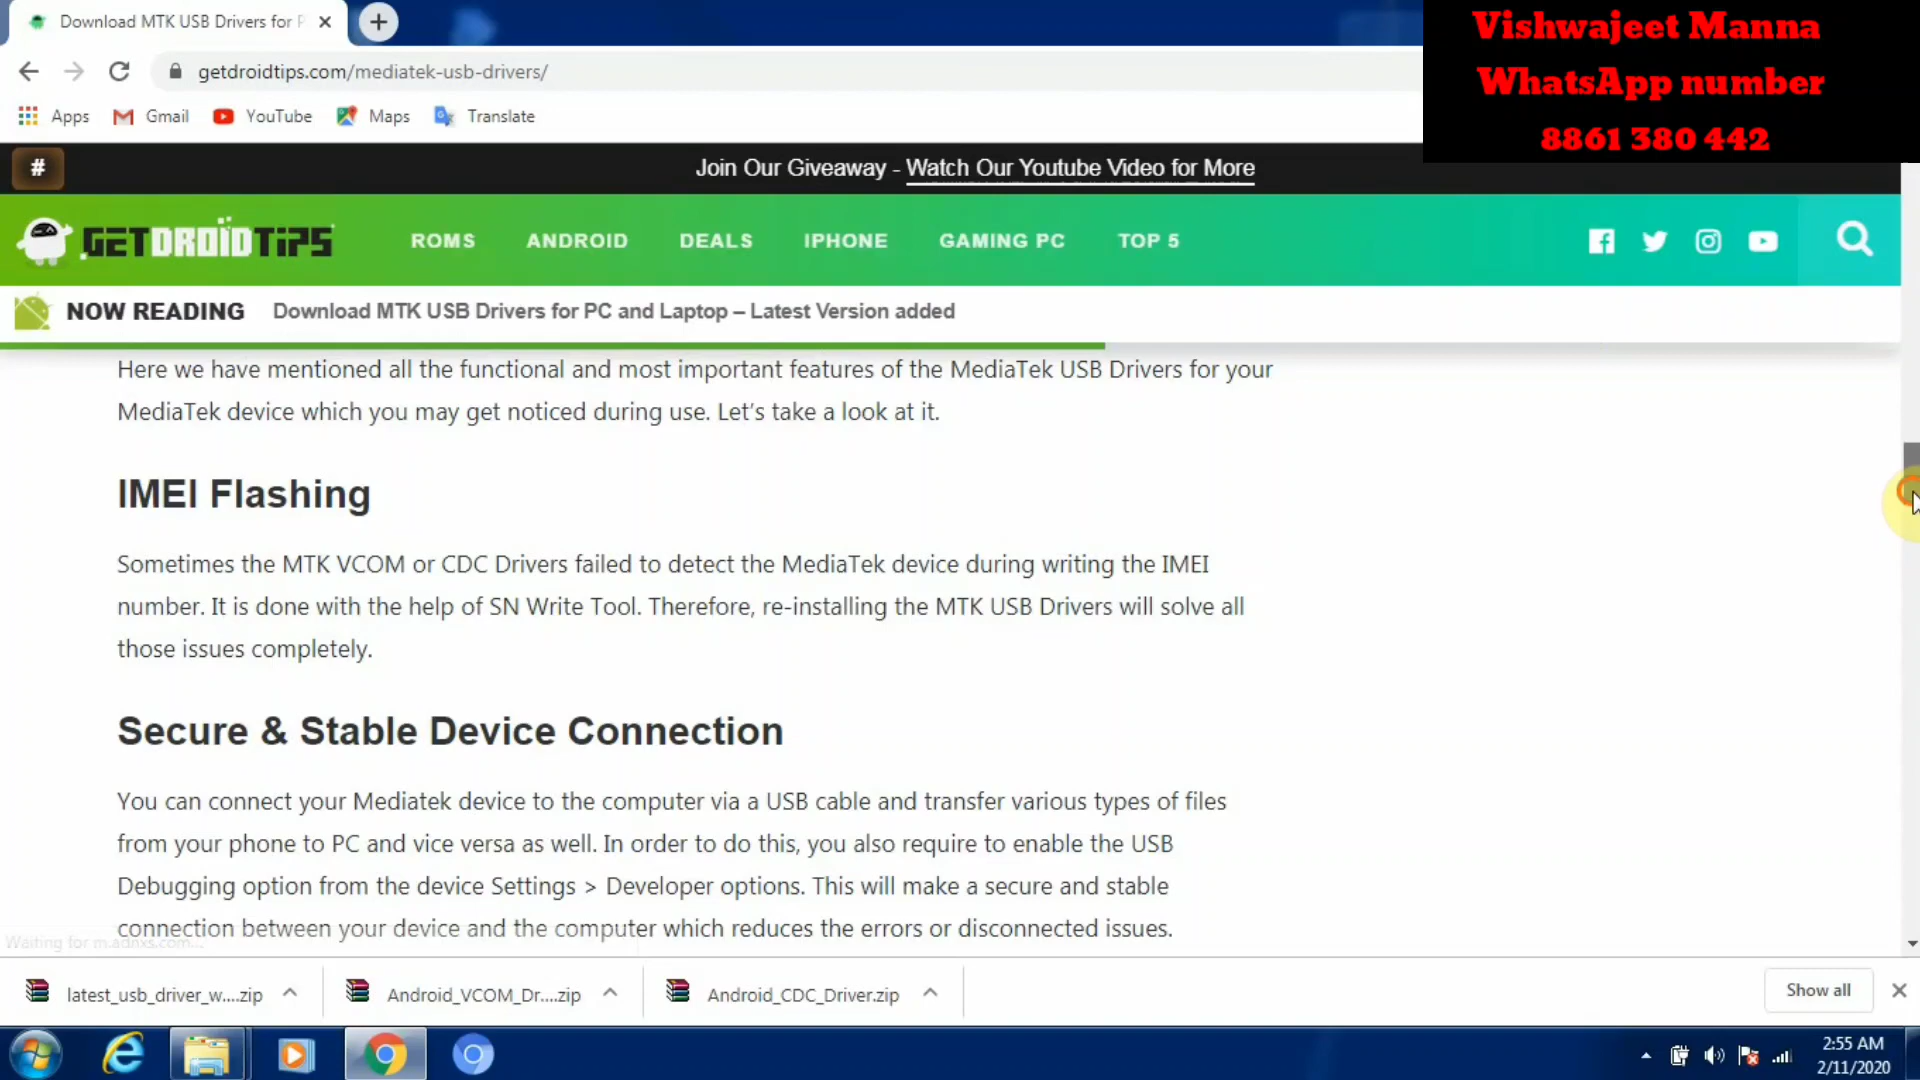 Download MTK USB Drivers for P
Vishwajeet Manna
WhatsApp number
8861 380 442
getdroidtips.com/mediatek-usb-drivers/
Apps Gmail YouTube Maps Translate
# Join Our Giveaway - Watch Our Youtube Video for More
.GETDROIDTIPS ROMS ANDROID DEALS IPHONE GAMING PC TOP 5
NOW READING Download MTK USB Drivers for PC and Laptop – Latest Version added
Here we have mentioned all the functional and most important features of the MediaTek USB Drivers for your
MediaTek device which you may get noticed during use. Let's take a look at it.
IMEI Flashing
Sometimes the MTK VCOM or CDC Drivers failed to detect the MediaTek device during writing the IMEI
number. It is done with the help of SN Write Tool. Therefore, re-installing the MTK USB Drivers will solve all
those issues completely.
Secure & Stable Device Connection
You can connect your Mediatek device to the computer via a USB cable and transfer various types of files
from your phone to PC and vice versa as well. In order to do this, you also require to enable the USB
Debugging option from the device Settings > Developer options. This will make a secure and stable
connection between your device and the computer which reduces the errors or disconnected issues.
Waiting for m.adnxs.com...
latest_usb_driver_w....zip Android_VCOM_Dr....zip Android_CDC_Driver.zip Show all
2:55 AM
2/11/2020